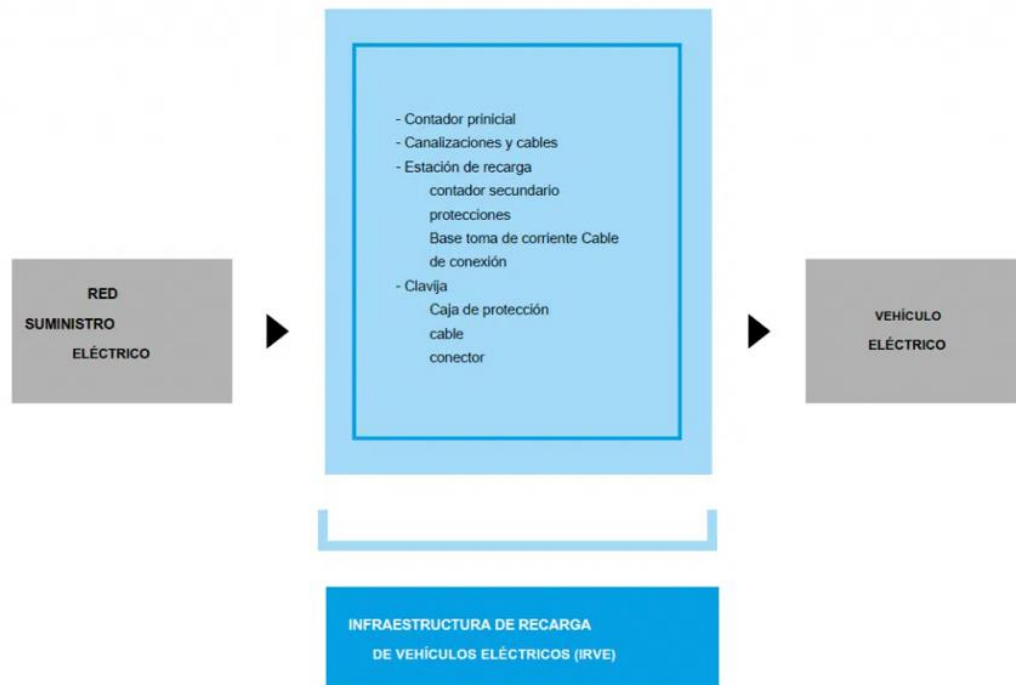 RED
SUMINISTRO
ELÉCTRICO
- Contador prinicial
- Canalizaciones y cables
- Estación de recarga
contador secundario
protecciones
Base toma de corriente Cable
de conexión
- Clavija
Caja de protección
cable
conector
VEHÍCULO
ELÉCTRICO
INFRAESTRUCTURA DE RECARGA
DE VEHÍCULOS ELÉCTRICOS (IRVE)